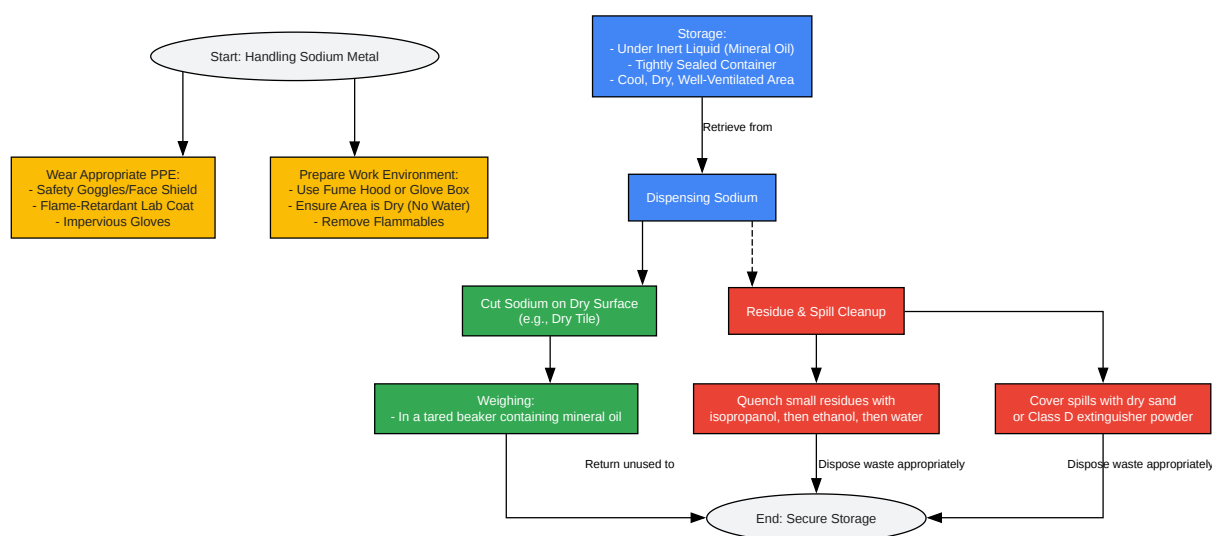 Start: Handling Sodium Metal
Storage:
- Under Inert Liquid (Mineral Oil)
- Tightly Sealed Container
- Cool, Dry, Well-Ventilated Area
Retrieve from
Wear Appropriate PPE:
- Safety Goggles/Face Shield
- Flame-Retardant Lab Coat
- Impervious Gloves
Prepare Work Environment:
- Use Fume Hood or Glove Box
- Ensure Area is Dry (No Water)
- Remove Flammables
Dispensing Sodium
Cut Sodium on Dry Surface
(e.g., Dry Tile)
Residue & Spill Cleanup
Weighing:
- In a tared beaker containing mineral oil
Quench small residues with
isopropanol, then ethanol, then water
Cover spills with dry sand
or Class D extinguisher powder
Return unused to
Dispose waste appropriately
Dispose waste appropriately
End: Secure Storage